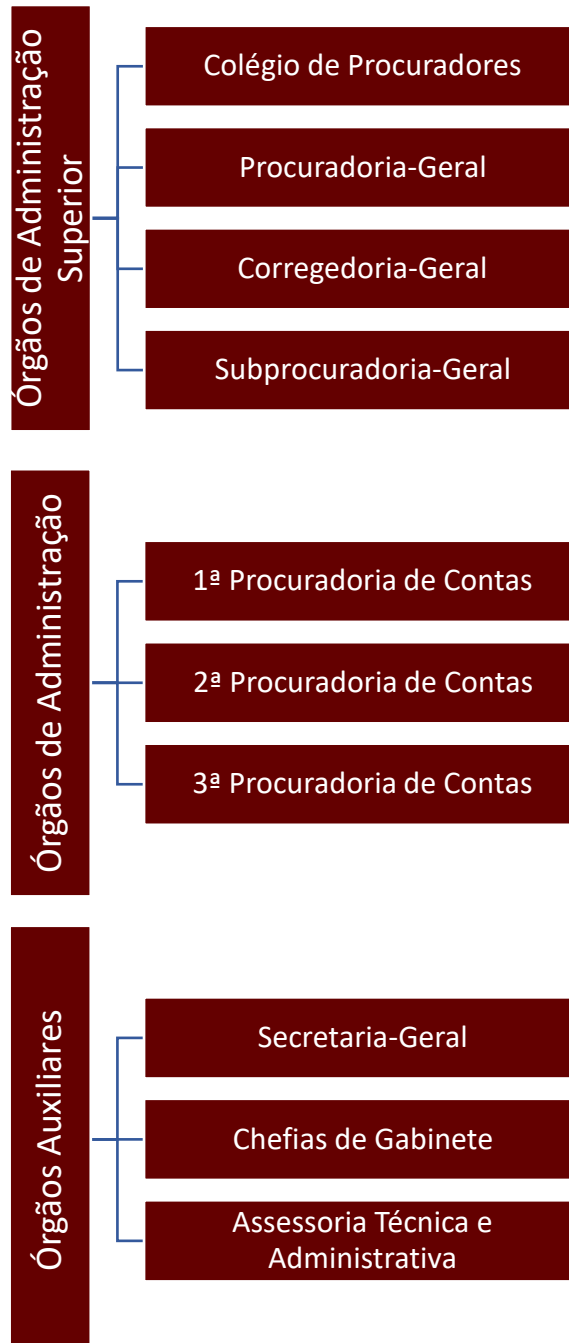 Órgãos de Administração
Superior
Colégio de Procuradores
Procuradoria-Geral
Corregedoria-Geral
Subprocuradoria-Geral
Órgãos de Administração
1ª Procuradoria de Contas
2ª Procuradoria de Contas
3ª Procuradoria de Contas
Órgãos Auxiliares
Secretaria-Geral
Chefias de Gabinete
Assessoria Técnica e
Administrativa